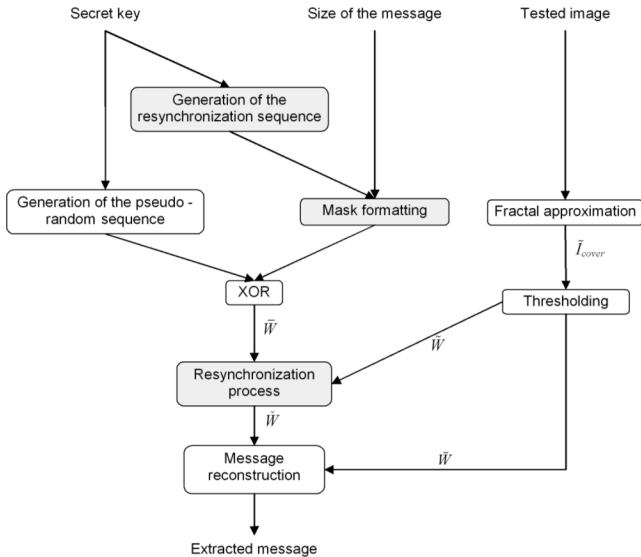 Secret key
Size of the message
Tested image
Generation of the
resynchronization sequence
Generation of the pseudo -
random sequence
Mask formatting
Fractal approximation
Ĩcover
XOR
Thresholding
W̅
W̃
Resynchronization
process
W̌
Message
reconstruction
W̃
Extracted message